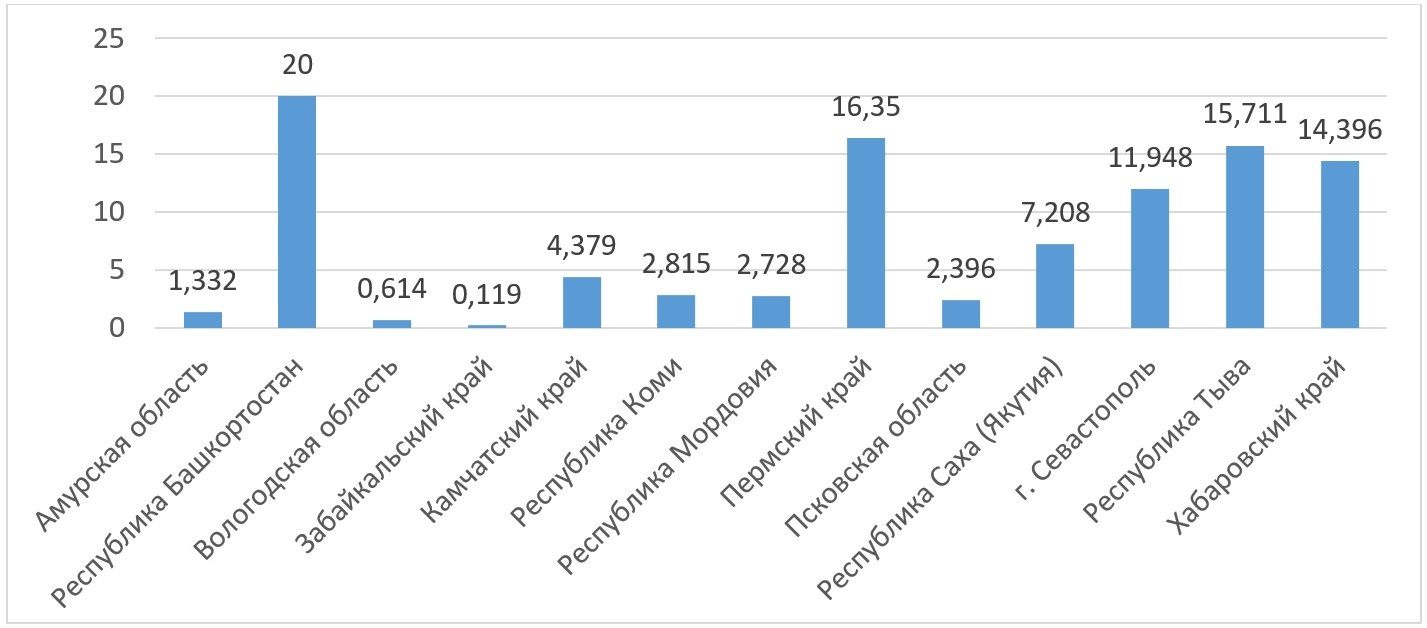 25
20
15
10
5
0
1,332
20
0,614
0,119
4,379
2,815
2,728
16,35
2,396
7,208
11,948
15,711
14,396
Амурская область
Республика Башкортостан
Вологодская область
Забайкальский край
Камчатский край
Республика Коми
Республика Мордовия
Пермский край
Псковская область
Республика Саха (Якутия)
г. Севастополь
Республика Тыва
Хабаровский край